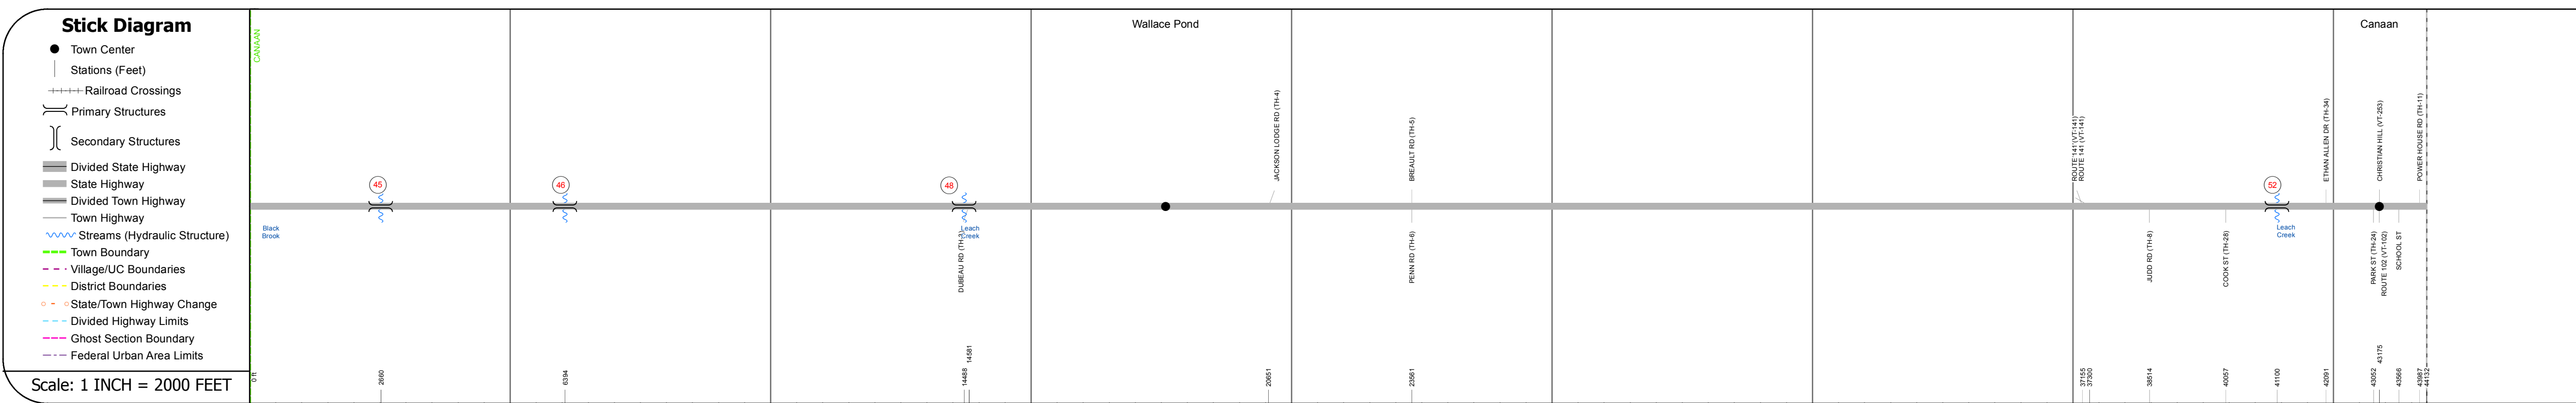 Stick Diagram
Town Center
Stations (Feet)
Railroad Crossings
Primary Structures
Secondary Structures
Divided State Highway
State Highway
Divided Town Highway
Town Highway
Streams (Hydraulic Structure)
Town Boundary
Village/UC Boundaries
District Boundaries
State/Town Highway Change
Divided Highway Limits
Ghost Section Boundary
Federal Urban Area Limits
Scale: 1 INCH = 2000 FEET
CANAAN
Wallace Pond
Canaan
JACKSON LODGE RD (TH-4)
BREAULT RD (TH-5)
ROUTE 141 (VT-141)
ROUTE 141 (VT-141)
ETHAN ALLEN DR (TH-34)
CHRISTIAN HILL (VT-253)
POWER HOUSE RD (TH-11)
45
46
48
52
Black
Brook
Leach
Creek
Leach
Creek
DUBEAU RD (TH-3)
PENN RD (TH-6)
JUDD RD (TH-8)
COOK ST (TH-28)
PARK ST (TH-24)
ROUTE 102 (VT-102)
SCHOOL ST
0 ft
2660
6394
14488
14581
20651
23561
37155
37300
38514
40057
41100
42091
43052
43175
43566
43987
44132